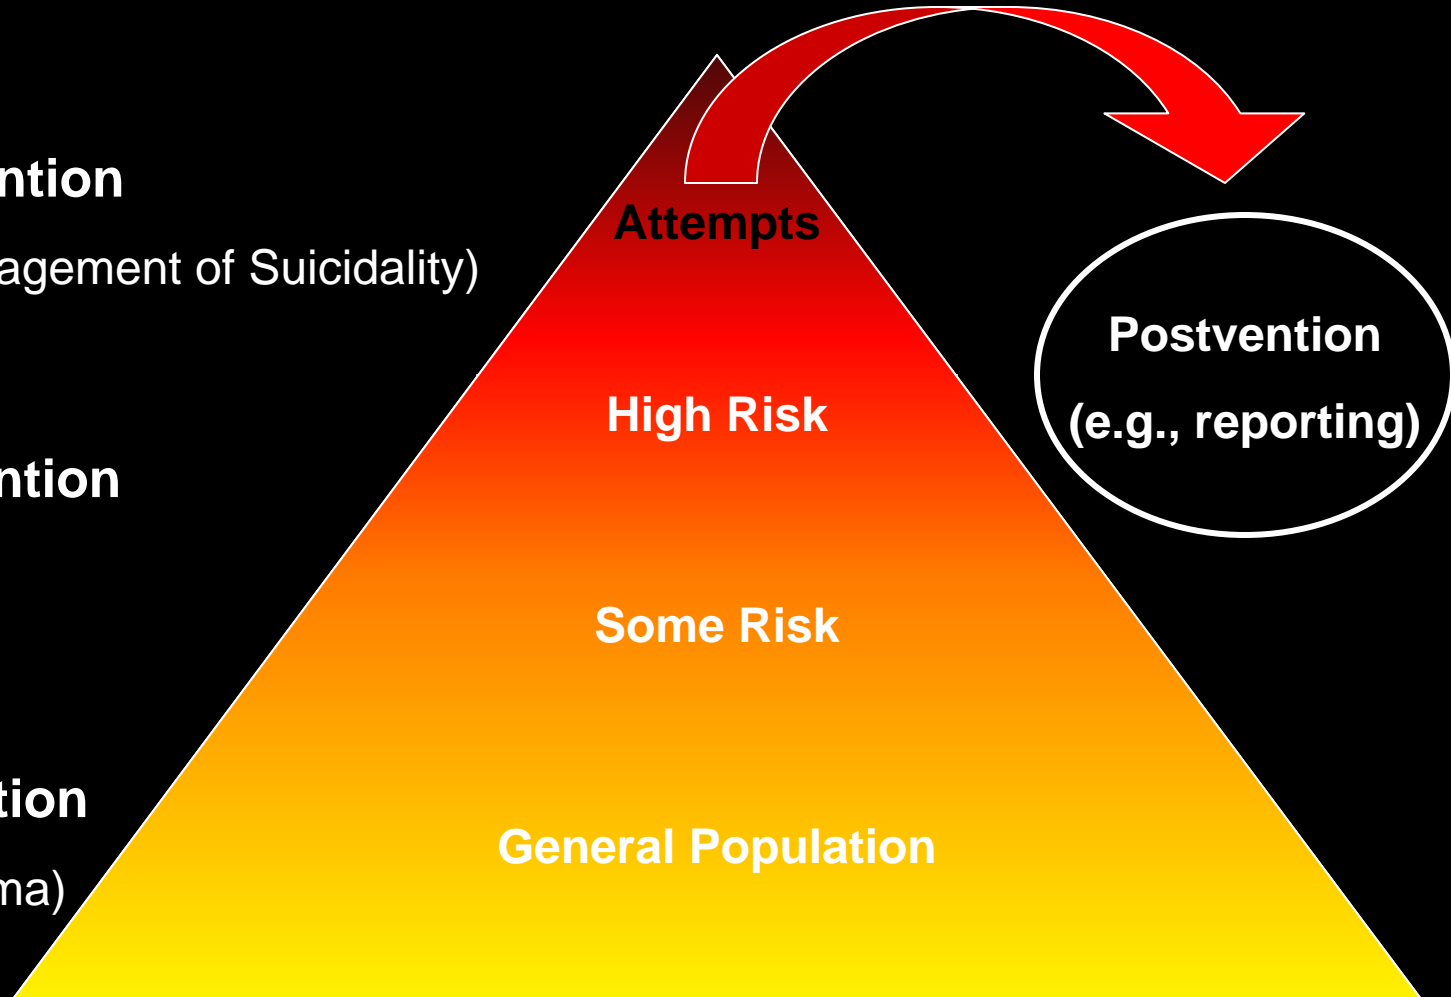 ntion
Attempts
agement of Suicidality)
Postvention
(e.g., reporting)
High Risk
ntion
Some Risk
tion
General Population
ma)